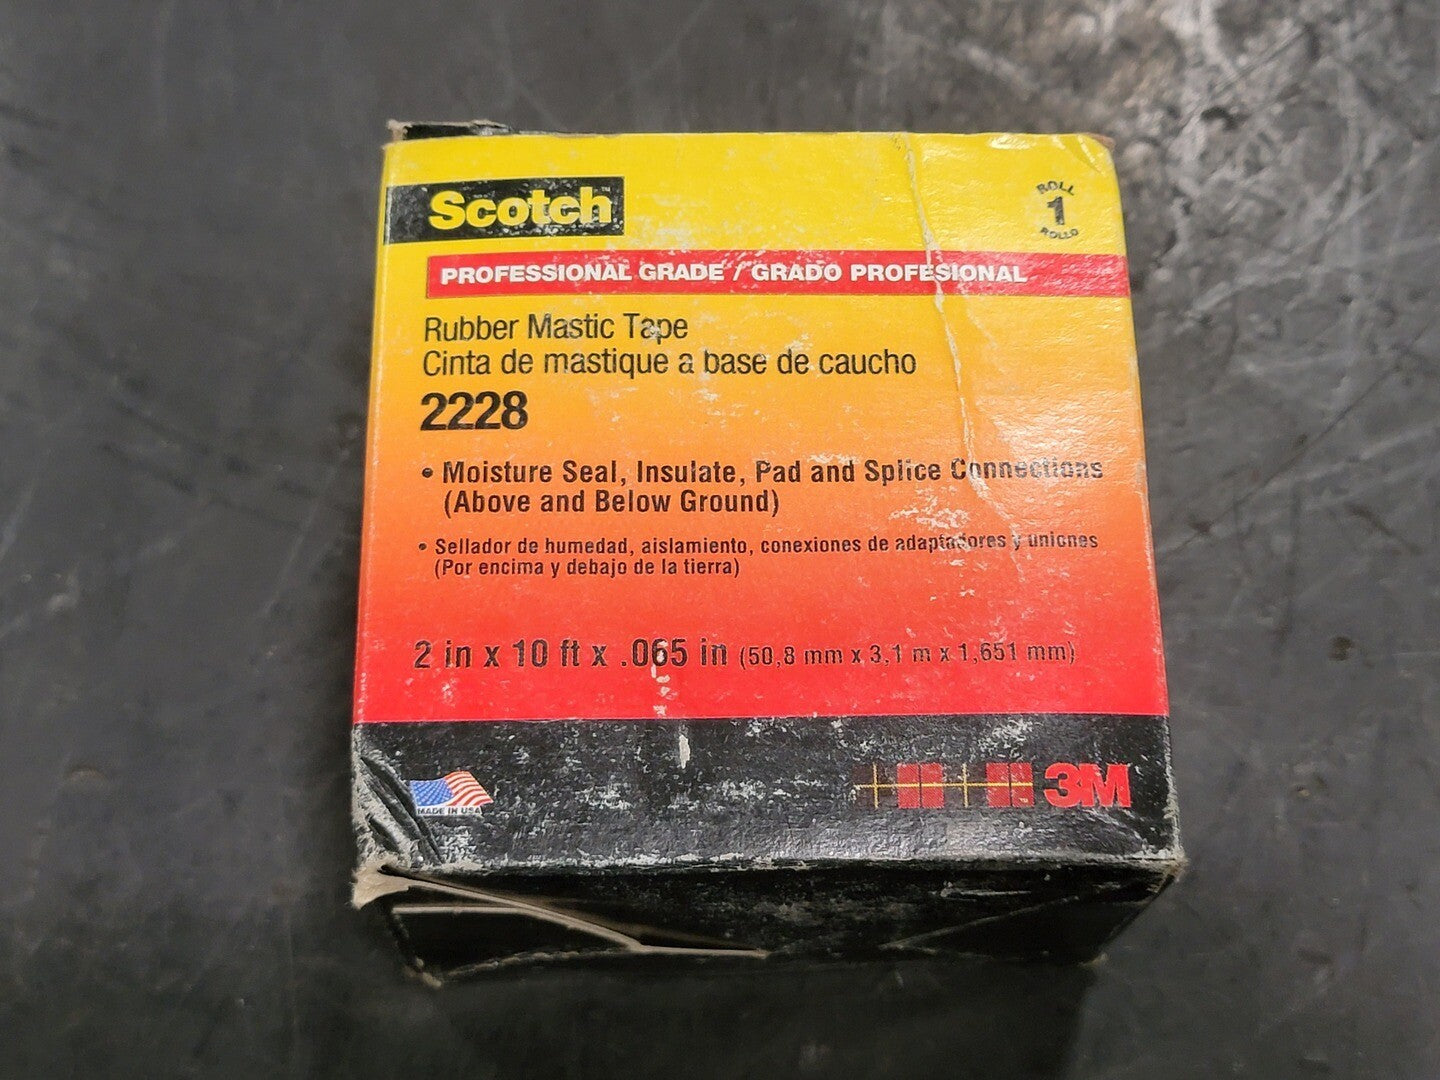 Scotch™
ROLL
1
ROLLO
PROFESSIONAL GRADE / GRADO PROFESIONAL
Rubber Mastic Tape
Cinta de mastique a base de caucho
2228
• Moisture Seal, Insulate, Pad and Splice Connections
(Above and Below Ground)
• Sellador de humedad, aislamiento, conexiones de adaptadores y uniones
(Por encima y debajo de la tierra)
2 in x 10 ft x .065 in (50,8 mm x 3,1 m x 1,651 mm)
MADE IN USA
3M